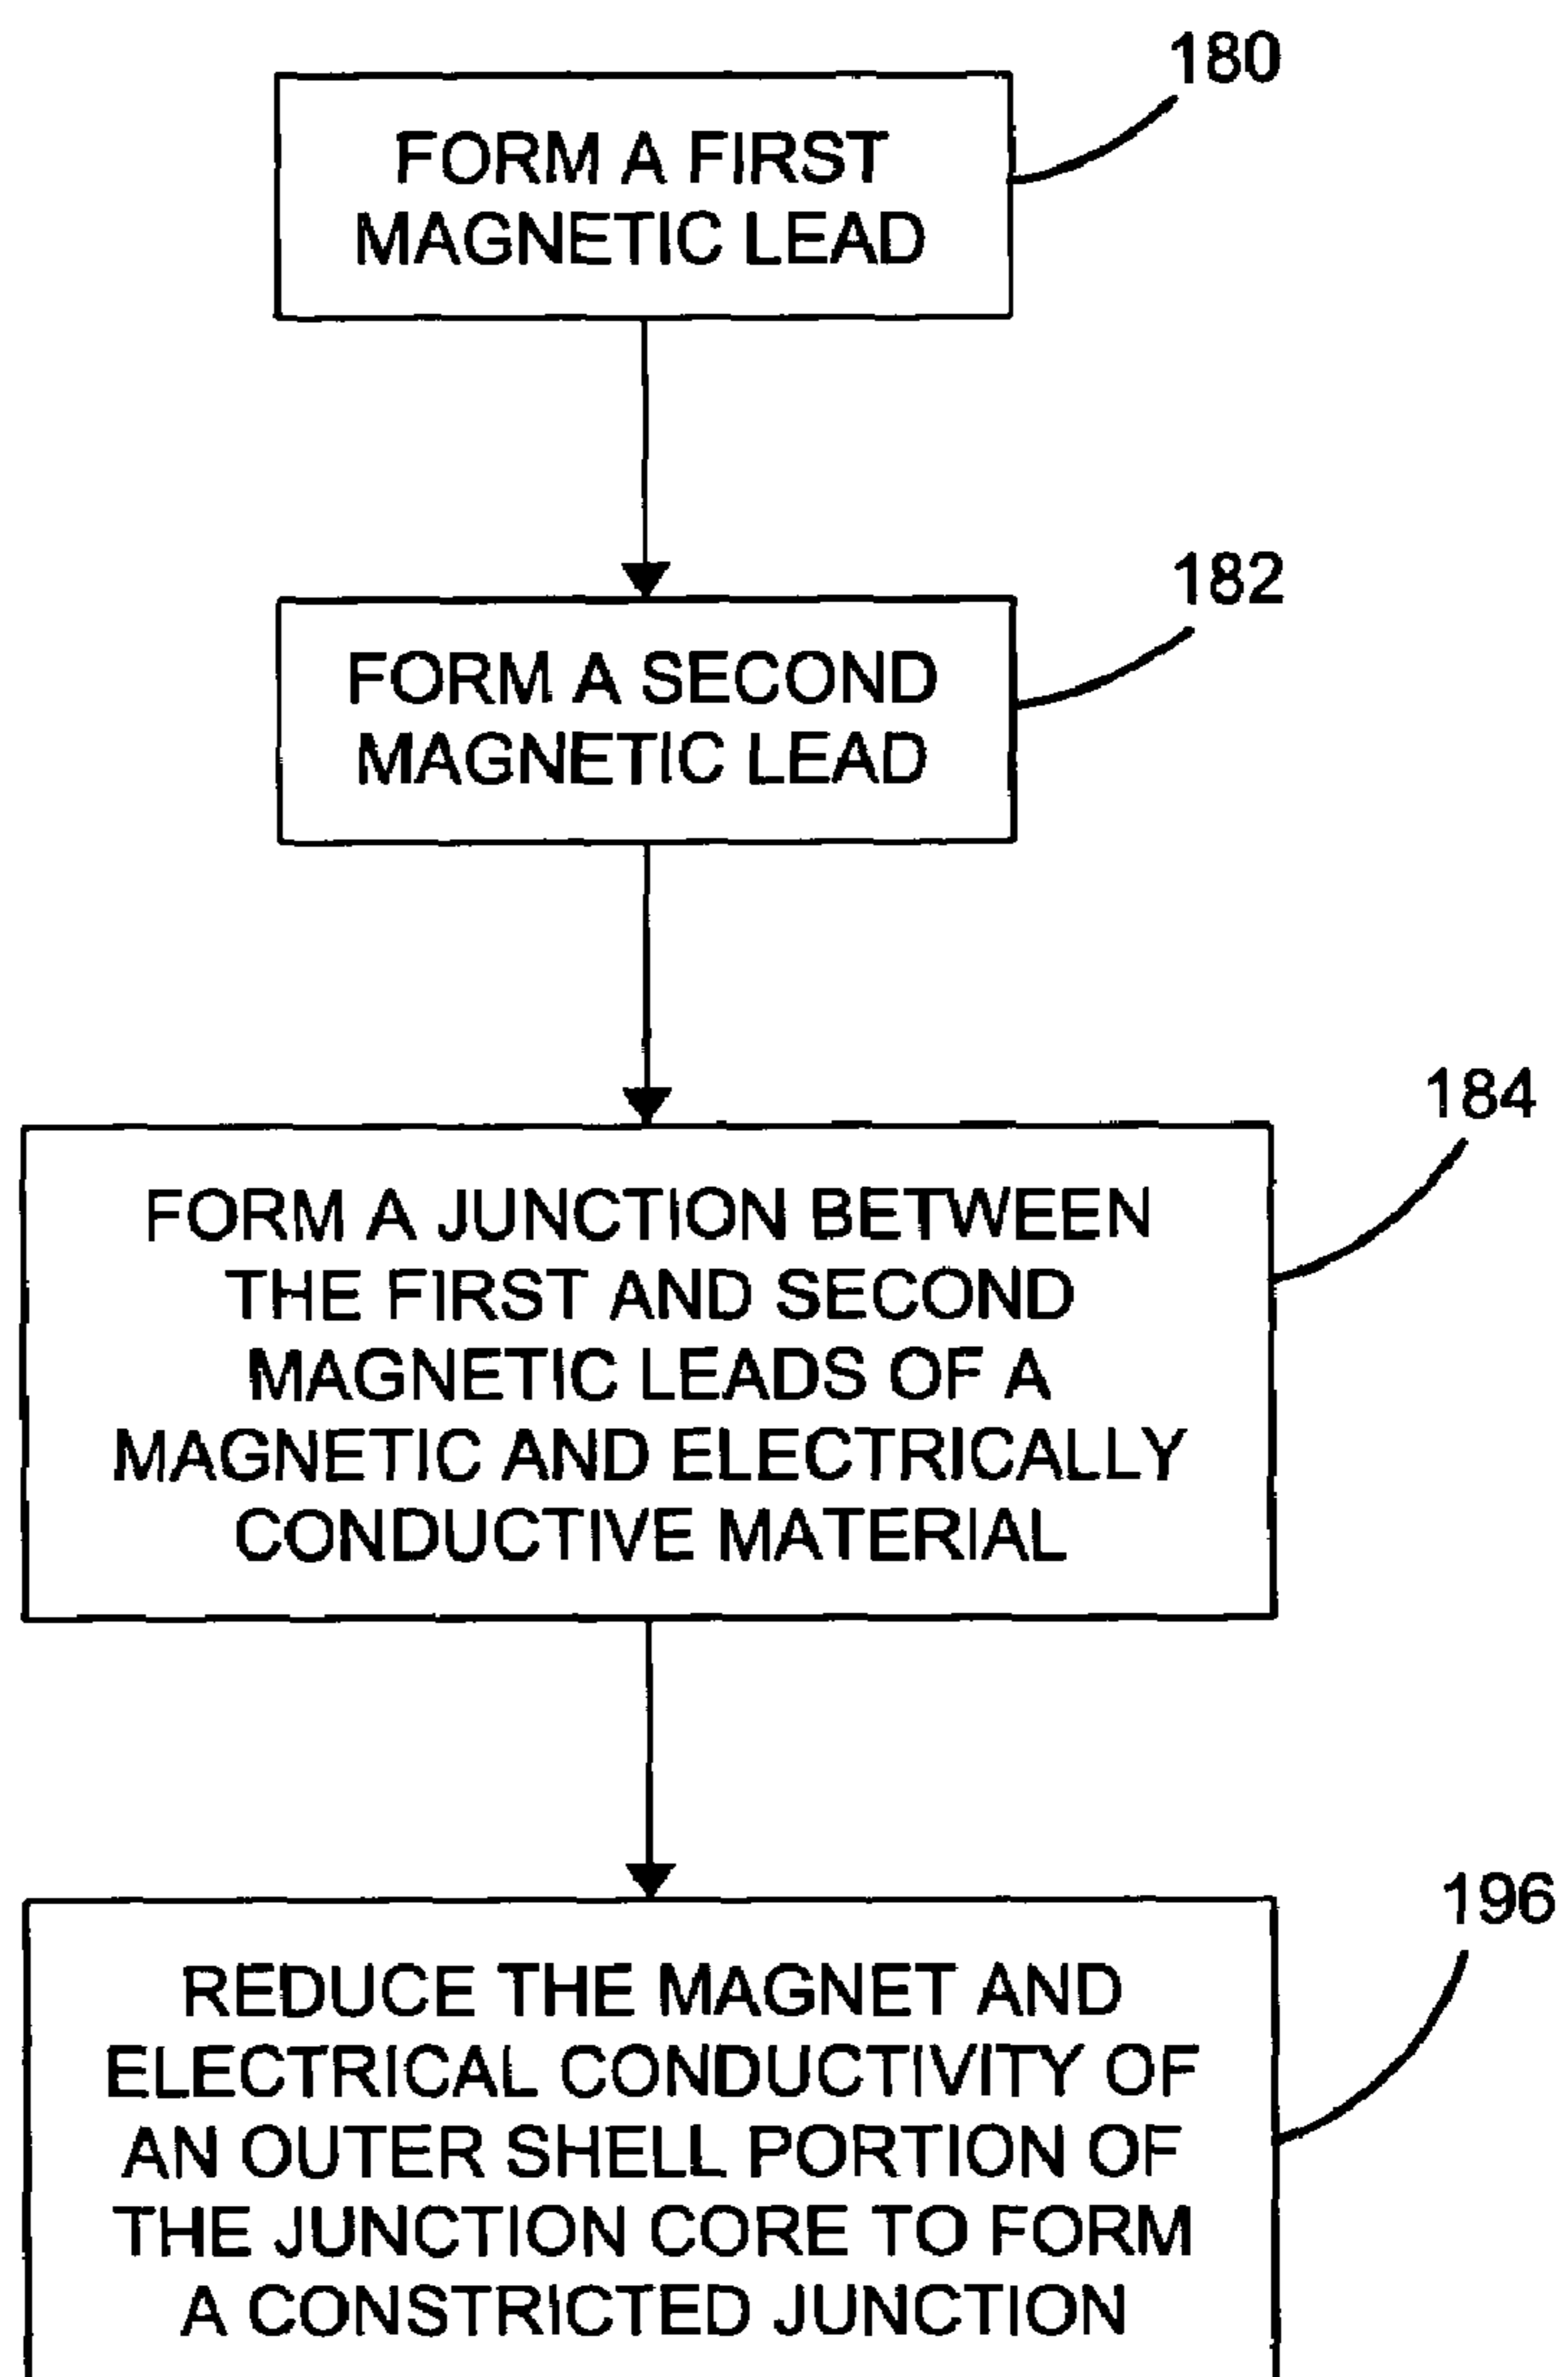 180
FORM A FIRST
MAGNETIC LEAD
182
FORM A SECOND
MAGNETIC LEAD
184
FORM A JUNCTION BETWEEN
THE FIRST AND SECOND
MAGNETIC LEADS OF A
MAGNETIC AND ELECTRICALLY
CONDUCTIVE MATERIAL
196
REDUCE THE MAGNET AND
ELECTRICAL CONDUCTIVITY OF
AN OUTER SHELL PORTION OF
THE JUNCTION CORE TO FORM
A CONSTRICTED JUNCTION